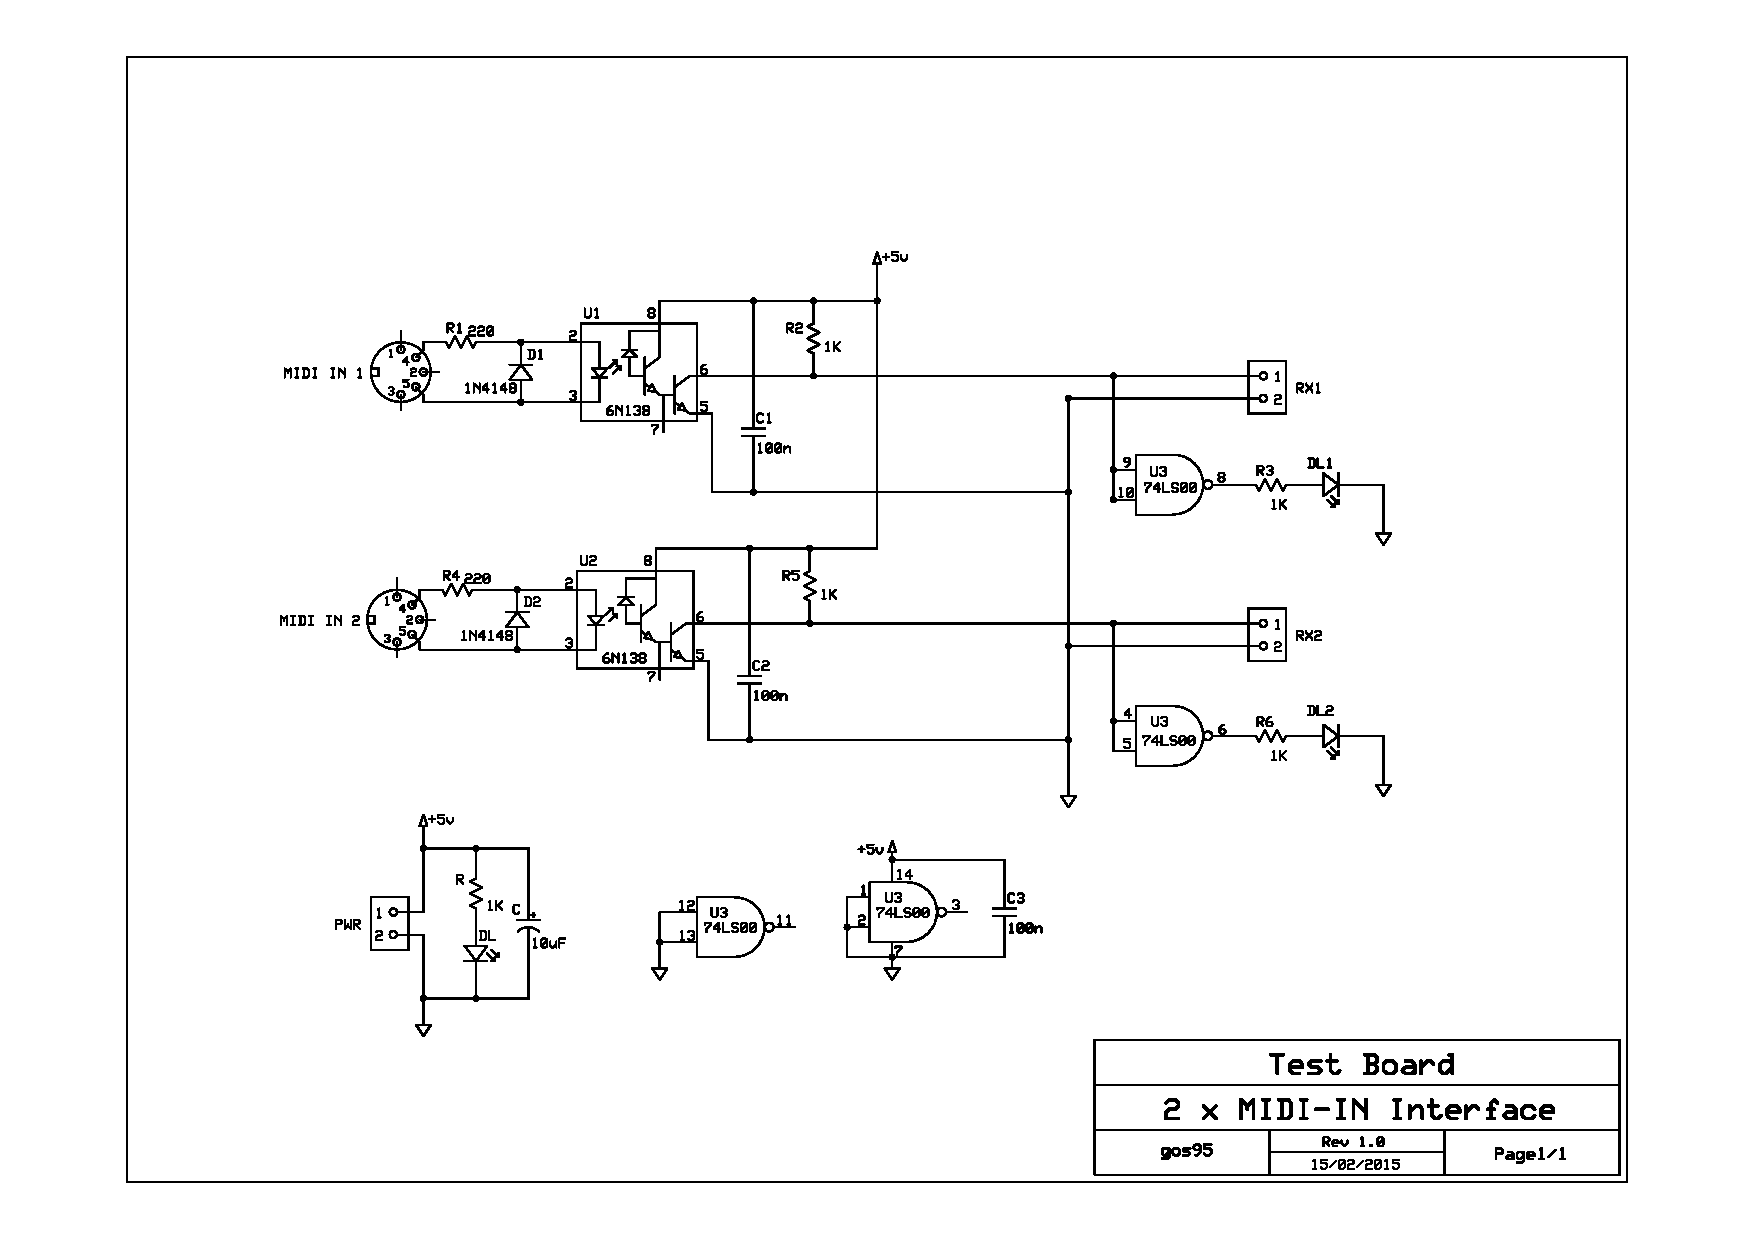 +5v
U1
8
R1 220
2
D1
R2
1K
MIDI IN 1
1
4
2
5
3
1N4148
3
6N138
6
5
7
C1
100n
1
2
RX1
9
10
U3
74LS00
8
R3
1K
DL1
U2
8
R4 220
2
D2
R5
1K
MIDI IN 2
1
4
2
5
3
1N4148
3
6N138
6
5
7
C2
100n
1
2
RX2
4
5
U3
74LS00
6
R6
1K
DL2
+5v
R
1K
C
+
10uF
DL
PWR
1
2
12
13
U3
74LS00
11
+5v
14
1
2
U3
74LS00
3
7
C3
100n
Test Board
2 x MIDI-IN Interface
gos95
Rev 1.0
15/02/2015
Page1/1